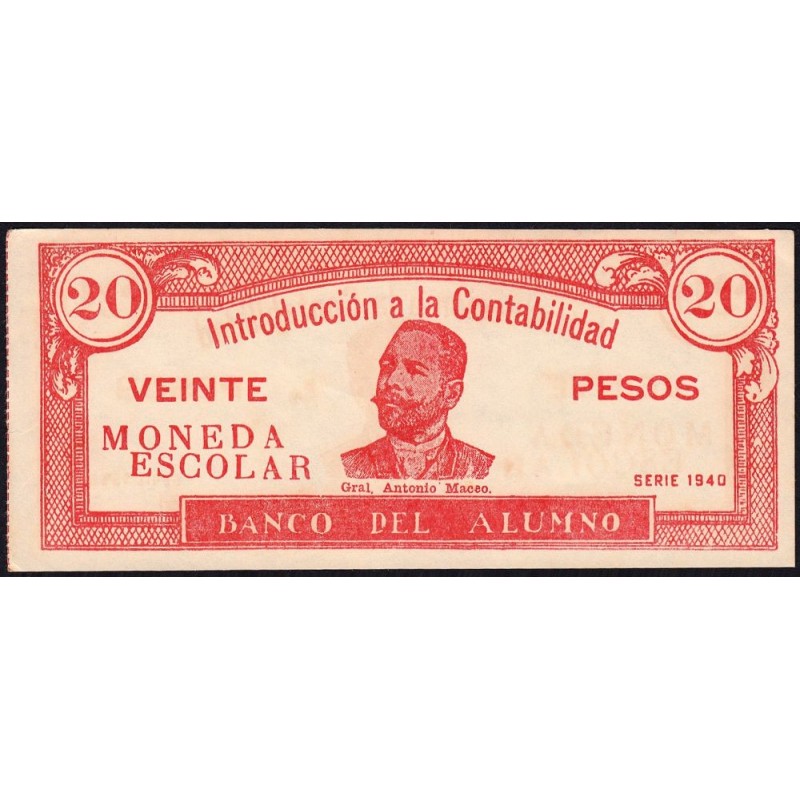 20
20
Introducción a la Contabilidad
VEINTE PESOS
MONEDA
ESCOLAR
Gral. Antonio Maceo.
SERIE 1940
BANCO DEL ALUMNO